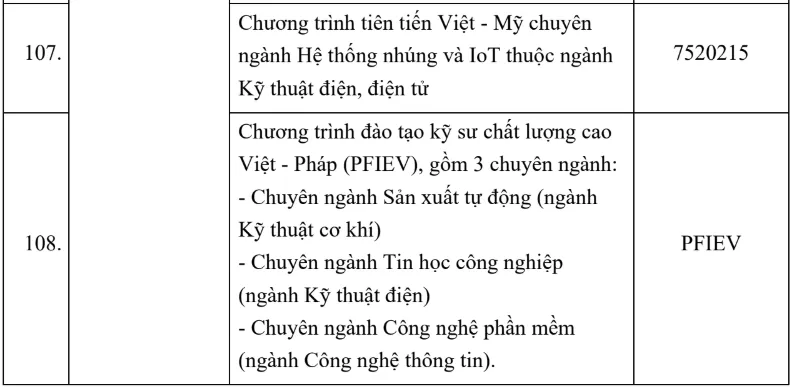 107.
Chương trình tiên tiến Việt - Mỹ chuyên
ngành Hệ thống nhúng và IoT thuộc ngành
Kỹ thuật điện, điện tử
7520215
108.
Chương trình đào tạo kỹ sư chất lượng cao
Việt - Pháp (PFIEV), gồm 3 chuyên ngành:
- Chuyên ngành Sản xuất tự động (ngành
Kỹ thuật cơ khí)
- Chuyên ngành Tin học công nghiệp
(ngành Kỹ thuật điện)
- Chuyên ngành Công nghệ phần mềm
(ngành Công nghệ thông tin).
PFIEV